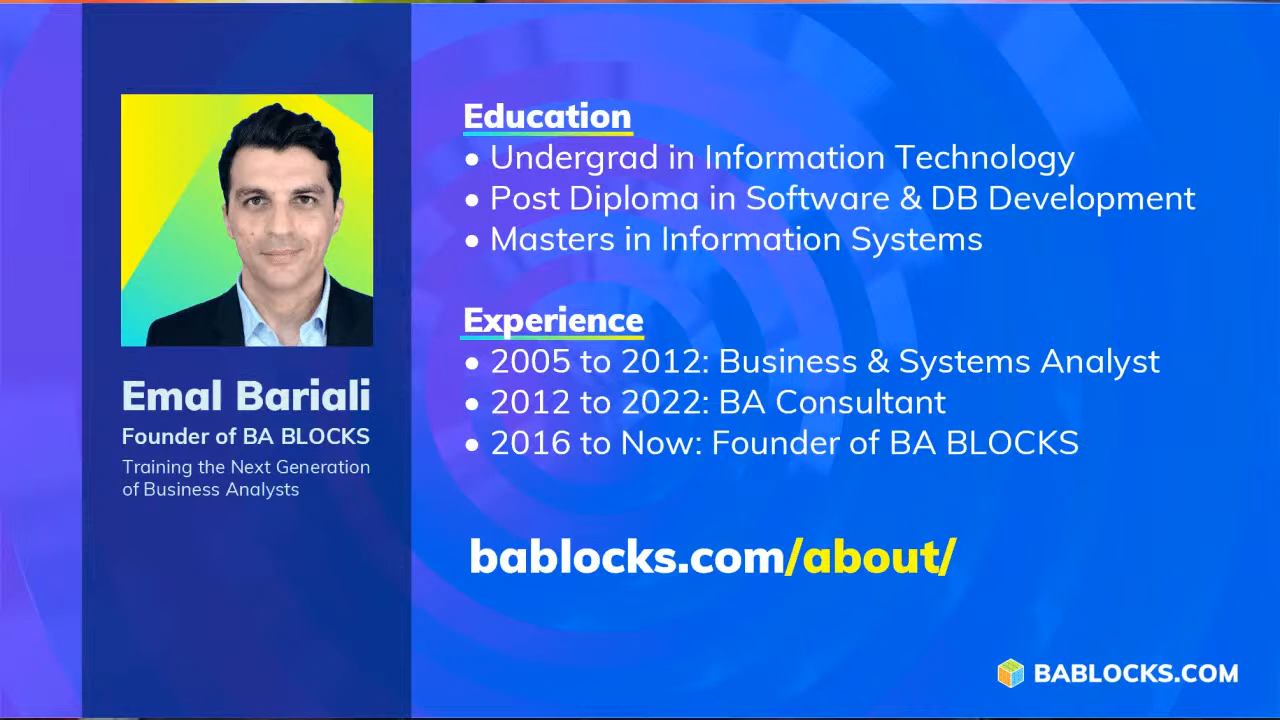 Emal Bariali
Founder of BA BLOCKS
Training the Next Generation
of Business Analysts
Education
• Undergrad in Information Technology
• Post Diploma in Software & DB Development
• Masters in Information Systems
Experience
• 2005 to 2012: Business & Systems Analyst
• 2012 to 2022: BA Consultant
• 2016 to Now: Founder of BA BLOCKS
bablocks.com/about/
BABLOCKS.COM